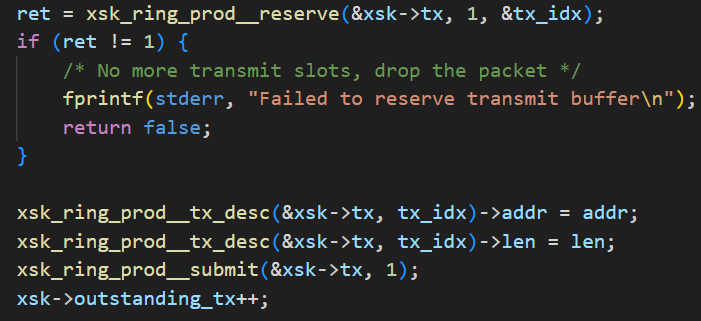 ret = xsk_ring_prod__reserve(&xsk->tx, 1, &tx_idx);
if (ret != 1) {
    /* No more transmit slots, drop the packet */
    fprintf(stderr, "Failed to reserve transmit buffer\n");
    return false;
}

xsk_ring_prod__tx_desc(&xsk->tx, tx_idx)->addr = addr;
xsk_ring_prod__tx_desc(&xsk->tx, tx_idx)->len = len;
xsk_ring_prod__submit(&xsk->tx, 1);
xsk->outstanding_tx++;